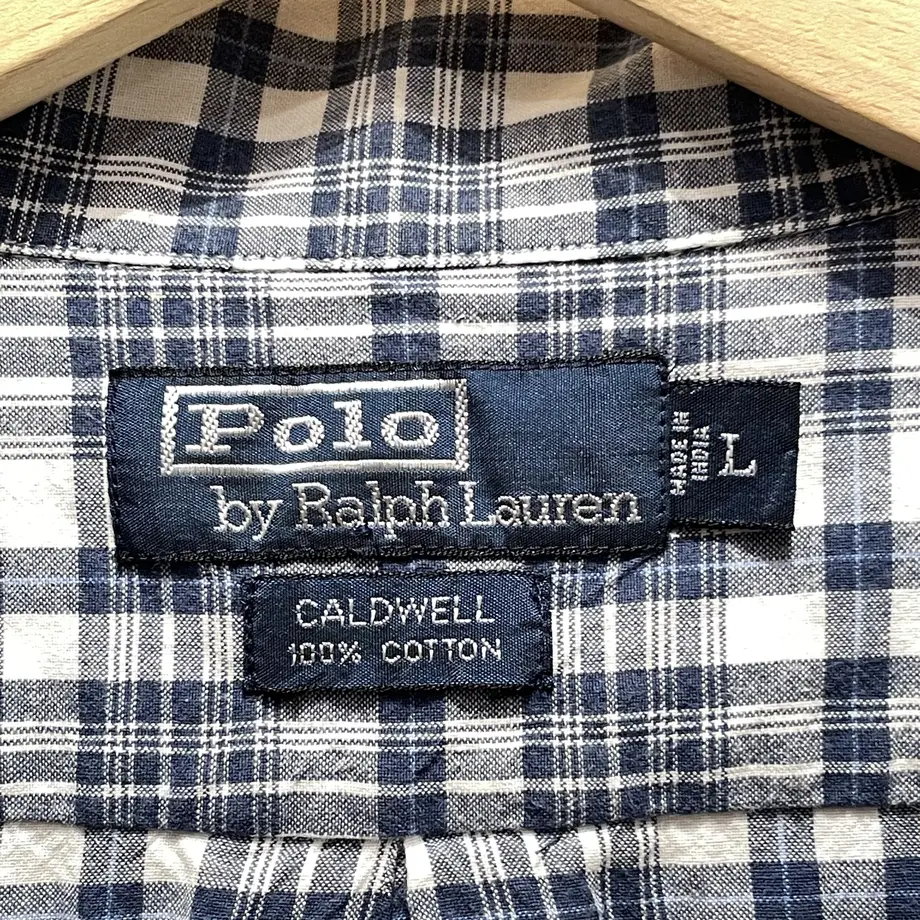 Polo
by Ralph Lauren
MADE IN
INDIA
L
CALDWELL
100% COTTON